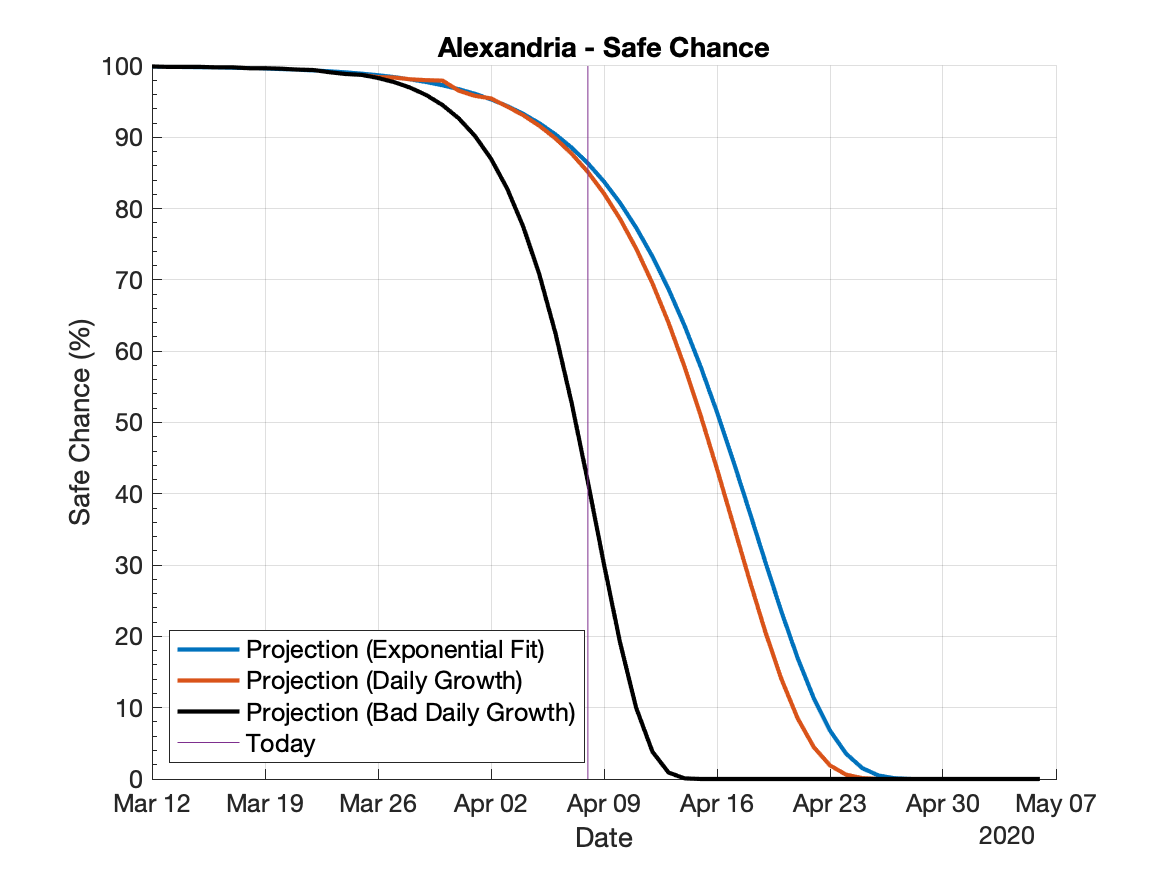 Alexandria - Safe Chance
100
90
80
70
60
50
40
30
20
10
0
Safe Chance (%)
Projection (Exponential Fit)
Projection (Daily Growth)
Projection (Bad Daily Growth)
Today
Mar 12 Mar 19 Mar 26 Apr 02 Apr 09 Apr 16 Apr 23 Apr 30 May 07
Date
2020